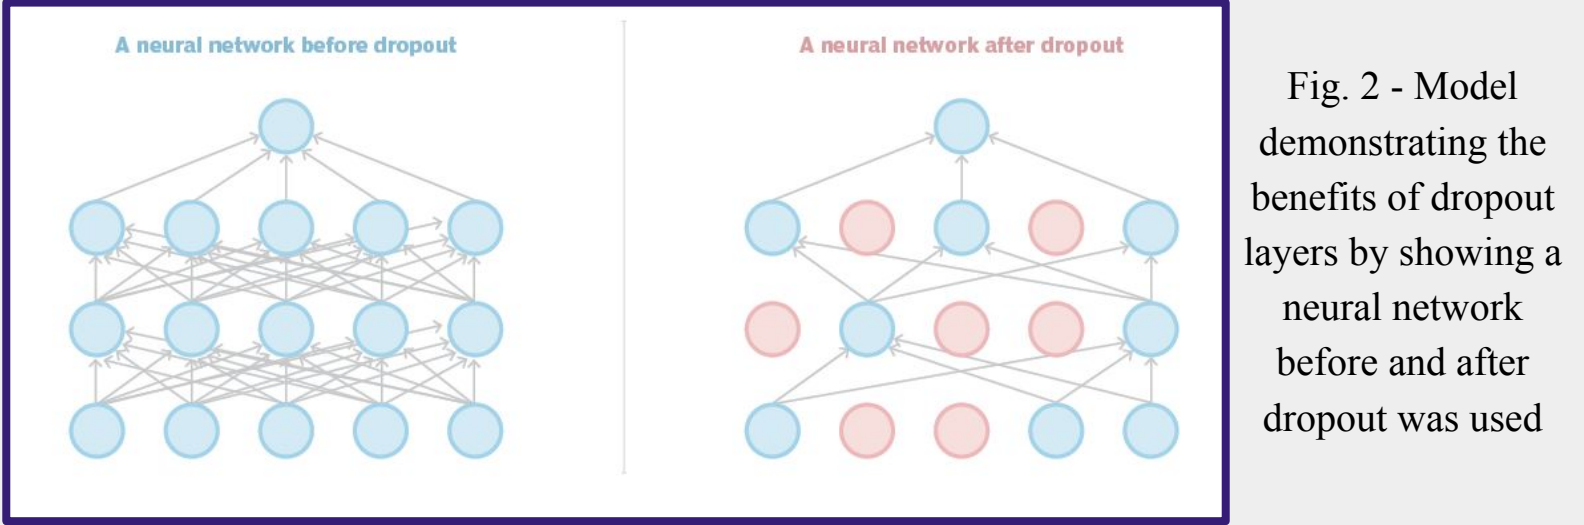 A neural network before dropout
A neural network after dropout
Fig. 2 - Model
demonstrating the
benefits of dropout
layers by showing a
neural network
before and after
dropout was used